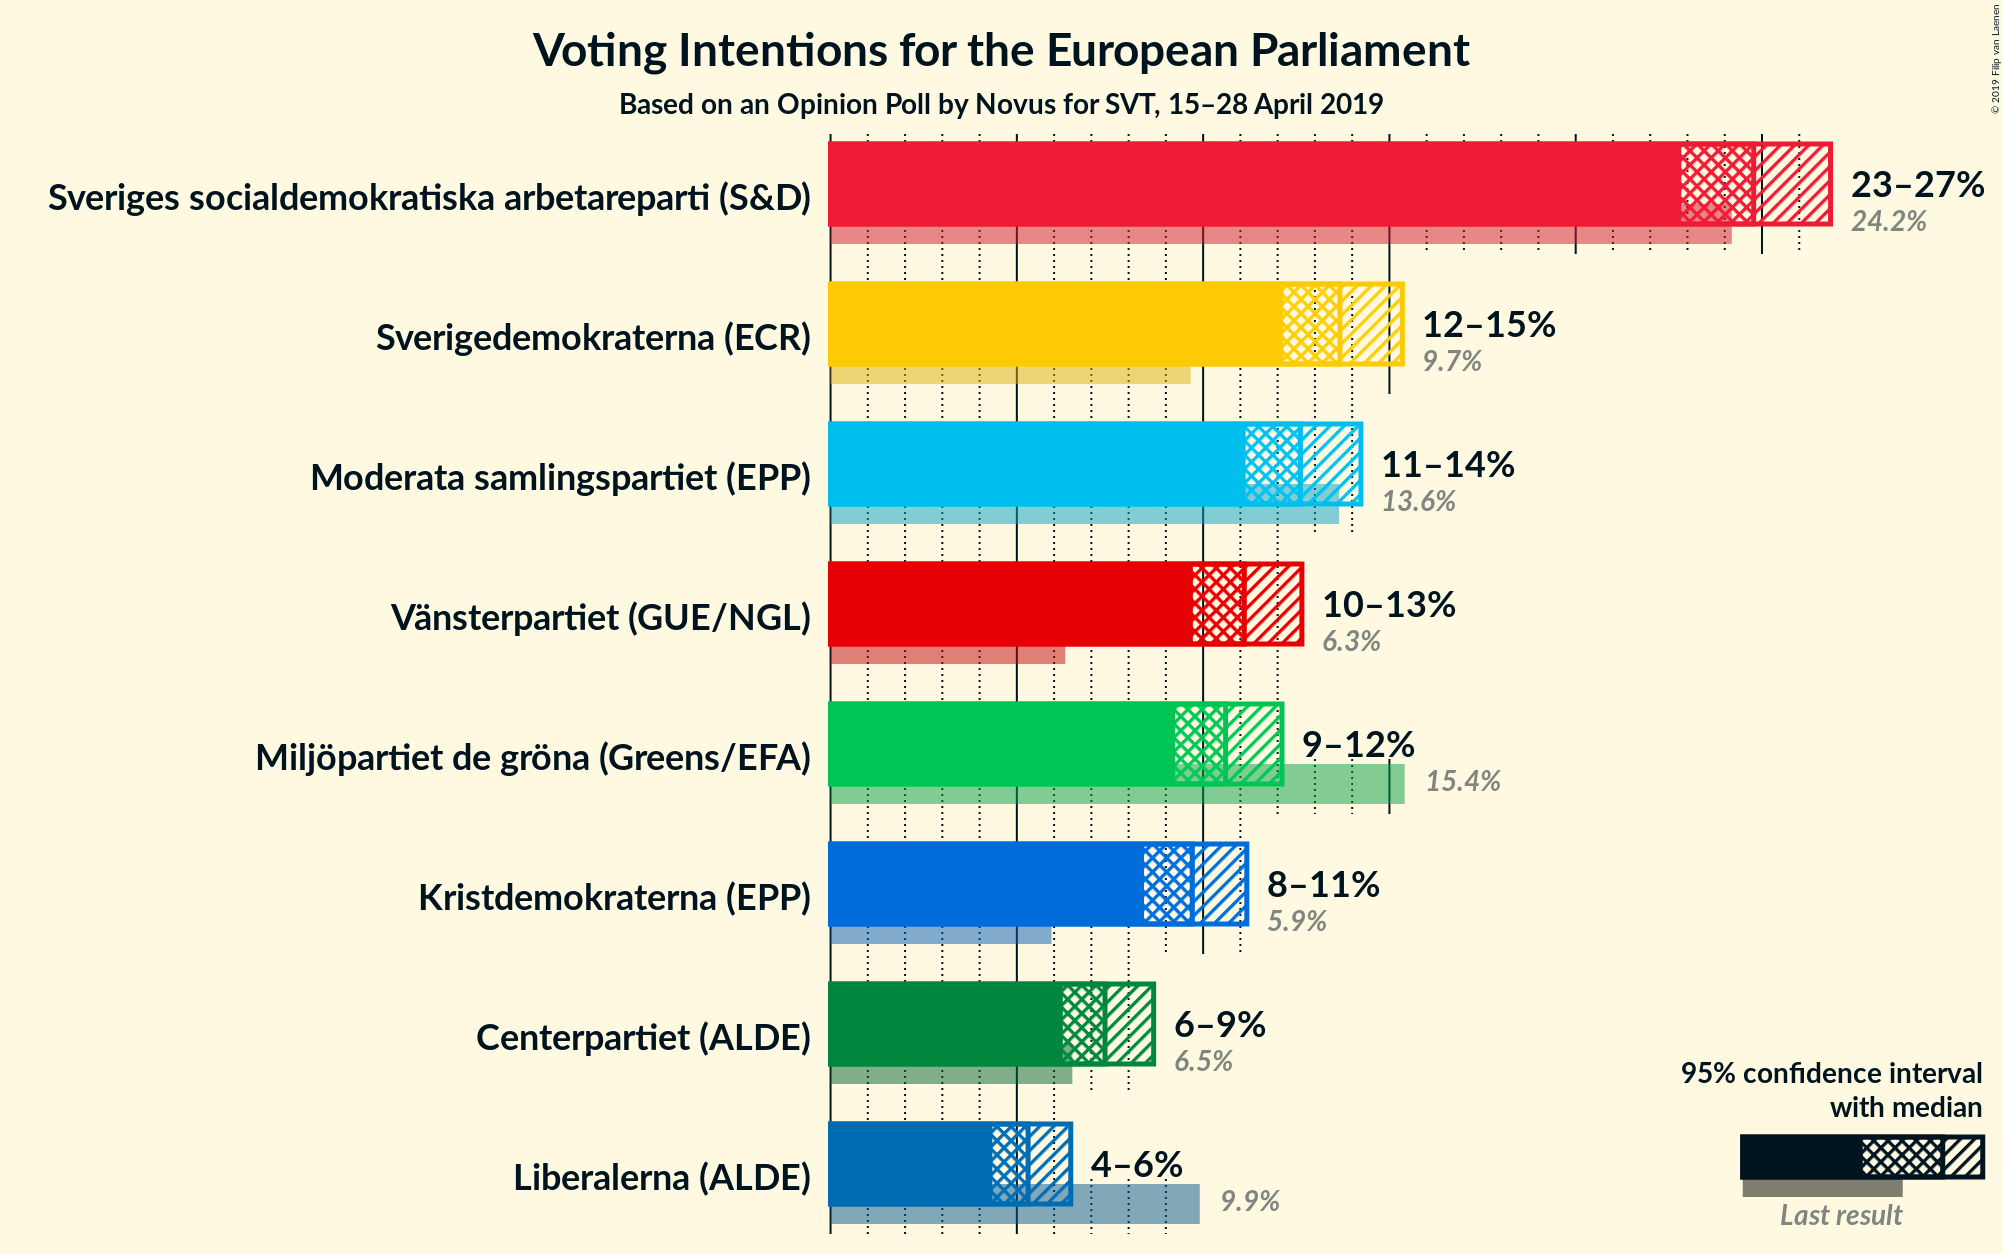 Voting Intentions for the European Parliament
Based on an Opinion Poll by Novus for SVT, 15–28 April 2019
© 2019 Filip van Laenen
Sveriges socialdemokratiska arbetareparti (S&D)
23–27%
24.2%
Sverigedemokraterna (ECR)
12–15%
9.7%
Moderata samlingspartiet (EPP)
11–14%
13.6%
Vänsterpartiet (GUE/NGL)
10–13%
6.3%
Miljöpartiet de gröna (Greens/EFA)
9–12%
15.4%
Kristdemokraterna (EPP)
8–11%
5.9%
Centerpartiet (ALDE)
6–9%
6.5%
Liberalerna (ALDE)
4–6%
9.9%
95% confidence interval
with median
Last result